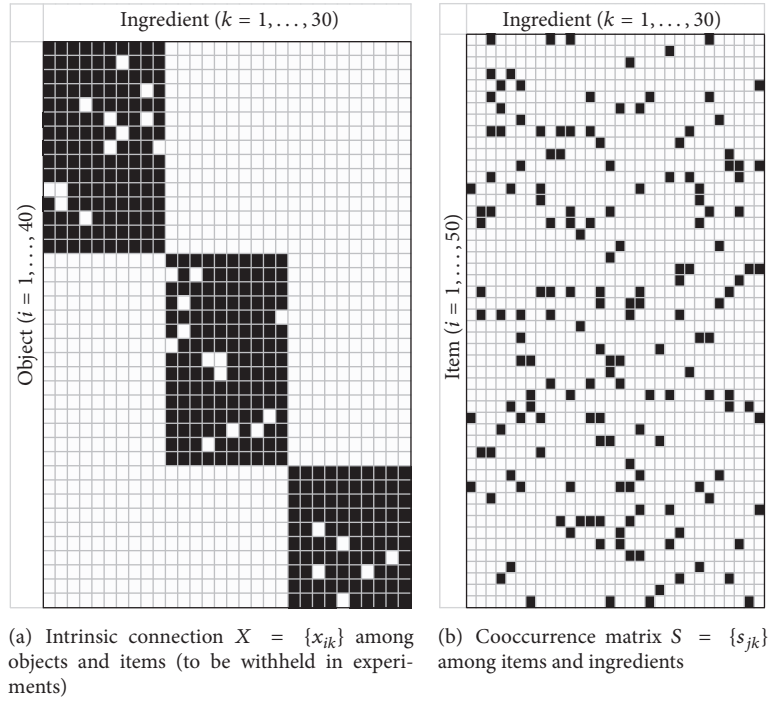 Ingredient (k = 1, . . . , 30)
Object (i = 1, . . . , 40)
Ingredient (k = 1, . . . , 30)
Item (i = 1, . . . , 50)
(a) Intrinsic connection X = {x_ik} among
objects and items (to be withheld in experi-
ments)
(b) Cooccurrence matrix S = {s_jk}
among items and ingredients